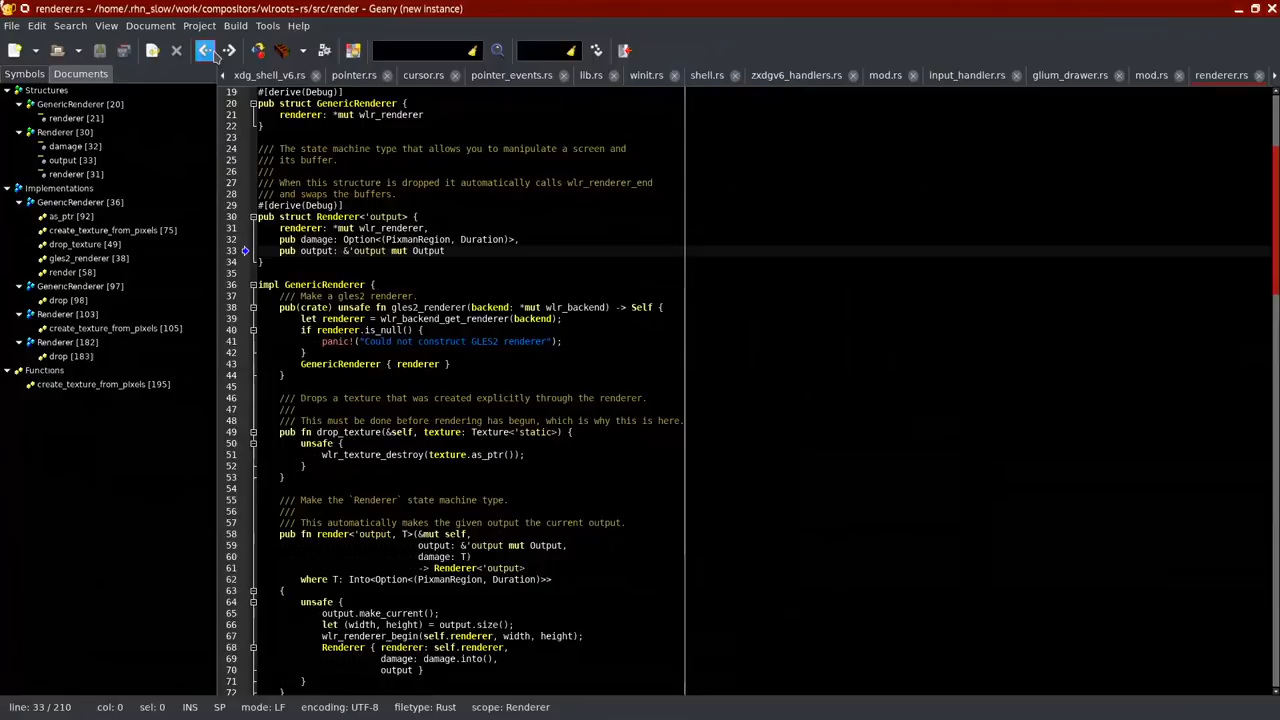 renderer.rs - /home/.rhn_slow/work/compositors/wlroots-rs/src/render - Geany (new instance)
File Edit Search View Document Project Build Tools Help
Symbols Documents xdg_shell_v6.rs pointer.rs cursor.rs pointer_events.rs lib.rs winit.rs shell.rs zxdgv6_handlers.rs mod.rs input_handler.rs glium_drawer.rs mod.rs renderer.rs
Structures
GenericRenderer [20]
renderer [21]
Renderer [30]
damage [32]
output [33]
renderer [31]
Implementations
GenericRenderer [36]
as_ptr [92]
create_texture_from_pixels [75]
drop_texture [49]
gles2_renderer [38]
render [58]
GenericRenderer [97]
drop [98]
Renderer [103]
create_texture_from_pixels [105]
Renderer [182]
drop [183]
Functions
create_texture_from_pixels [195]
19 #[derive(Debug)]
20 pub struct GenericRenderer {
21 renderer: *mut wlr_renderer
22 }
23
24 /// The state machine type that allows you to manipulate a screen and
25 /// its buffer.
26 ///
27 /// When this structure is dropped it automatically calls wlr_renderer_end
28 /// and swaps the buffers.
29 #[derive(Debug)]
30 pub struct Renderer<'output> {
31 renderer: *mut wlr_renderer,
32 pub damage: Option<(PixmanRegion, Duration)>,
33 pub output: &'output mut Output
34 }
35
36 impl GenericRenderer {
37 /// Make a gles2 renderer.
38 pub(crate) unsafe fn gles2_renderer(backend: *mut wlr_backend) -> Self {
39 let renderer = wlr_backend_get_renderer(backend);
40 if renderer.is_null() {
41 panic!("Could not construct GLES2 renderer");
42 }
43 GenericRenderer { renderer }
44 }
45
46 /// Drops a texture that was created explicitly through the renderer.
47 ///
48 /// This must be done before rendering has begun, which is why this is here.
49 pub fn drop_texture(&self, texture: Texture<'static>) {
50 unsafe {
51 wlr_texture_destroy(texture.as_ptr());
52 }
53 }
54
55 /// Make the `Renderer` state machine type.
56 ///
57 /// This automatically makes the given output the current output.
58 pub fn render<'output, T>(&mut self,
59 output: &'output mut Output,
60 damage: T)
61 -> Renderer<'output>
62 where T: Into<Option<(PixmanRegion, Duration)>>
63 {
64 unsafe {
65 output.make_current();
66 let (width, height) = output.size();
67 wlr_renderer_begin(self.renderer, width, height);
68 Renderer { renderer: self.renderer,
69 damage: damage.into(),
70 output }
71 }
72 }
line: 33 / 210 col: 0 sel: 0 INS SP mode: LF encoding: UTF-8 filetype: Rust scope: Renderer